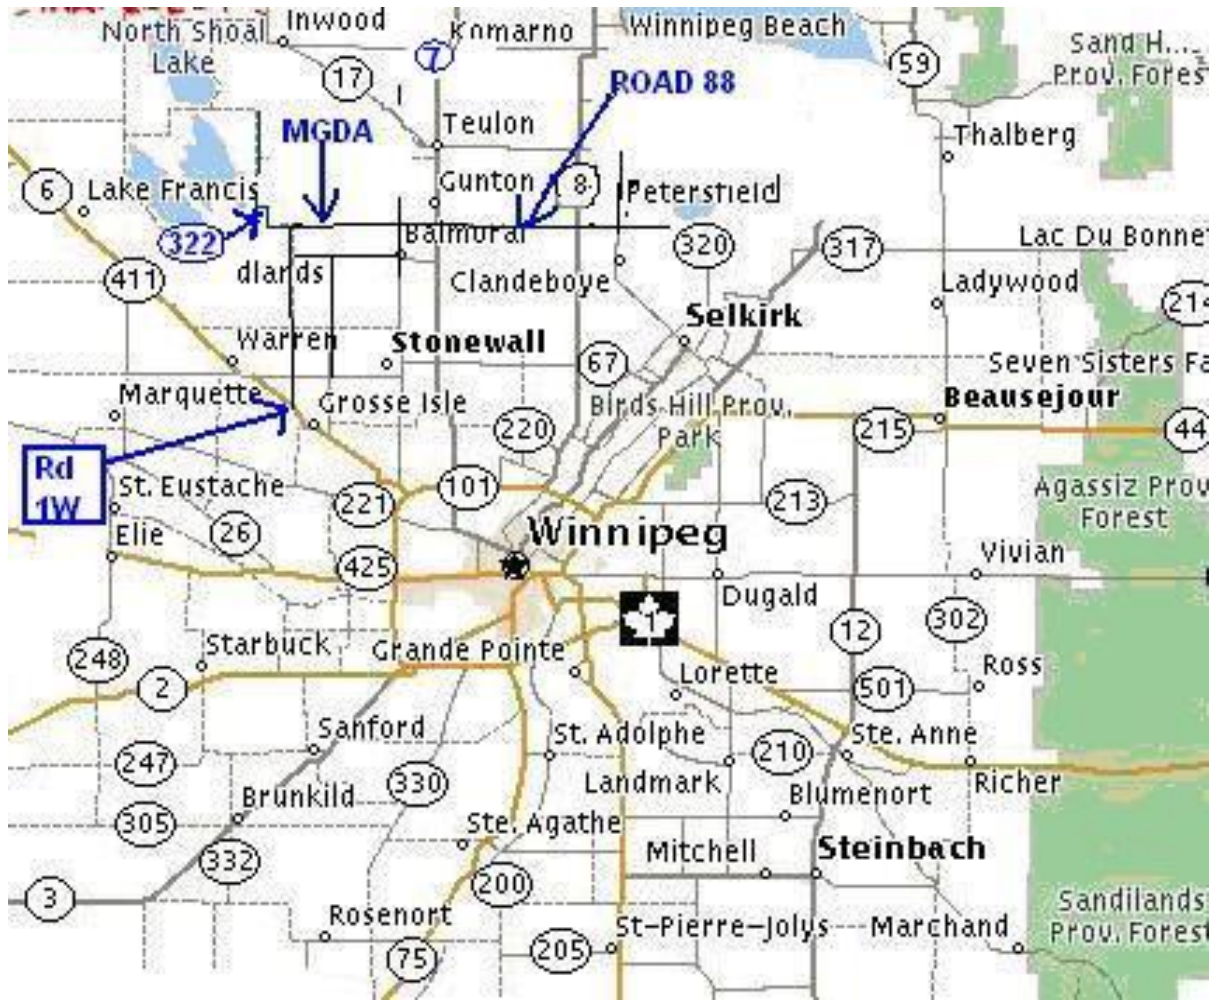 Inwood
Komarno
Winnipeg Beach
North Shoal
Lake
7
59
Sand H....
Prov. Forest
17
ROAD 88
MGDA
Teulon
Thalberg
6
Lake Francis
Gunton
8
Petersfield
322
Balmoral
320
317
Lac Du Bonnet
411
dlands
Clandeboye
Ladywood
214
Selkirk
Warren
Stonewall
67
Seven Sisters Fa
Marquette
Grosse Isle
Birds Hill Prov.
Park
Beausejour
220
215
44
Rd
1W
St. Eustache
221
101
213
Agassiz Prov
Forest
Elie
26
Winnipeg
425
Vivian
Dugald
1
12
302
248
Starbuck
Grande Pointe
2
Lorette
501
Ross
Sanford
St. Adolphe
210
Ste. Anne
247
330
Landmark
Richer
Brunkild
Blumenort
305
Ste. Agathe
332
Mitchell
Steinbach
3
200
Rosenort
St-Pierre-Jolys
Marchand
Sandilands
Prov. Forest
75
205